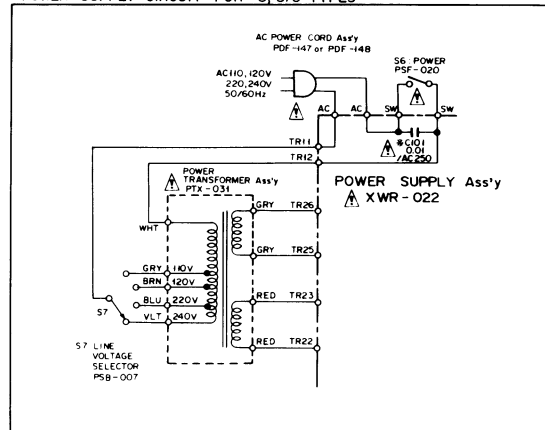 AC POWER CORD Ass'y
PDF-147 or PDF-148
S6: POWER
PSF-020
AC110, 120V
220, 240V
50/60Hz
AC AC SW SW
*C101
0.01
/AC250
TR11
TR12
POWER SUPPLY Ass'y
XWR-022
POWER
TRANSFORMER Ass'y
PTX-031
WHT
GRY TR26
GRY TR25
GRY 110V
BRN 120V
BLU 220V
VLT 240V
RED TR23
RED TR22
S7
S7 LINE
VOLTAGE
SELECTOR
PSB-007